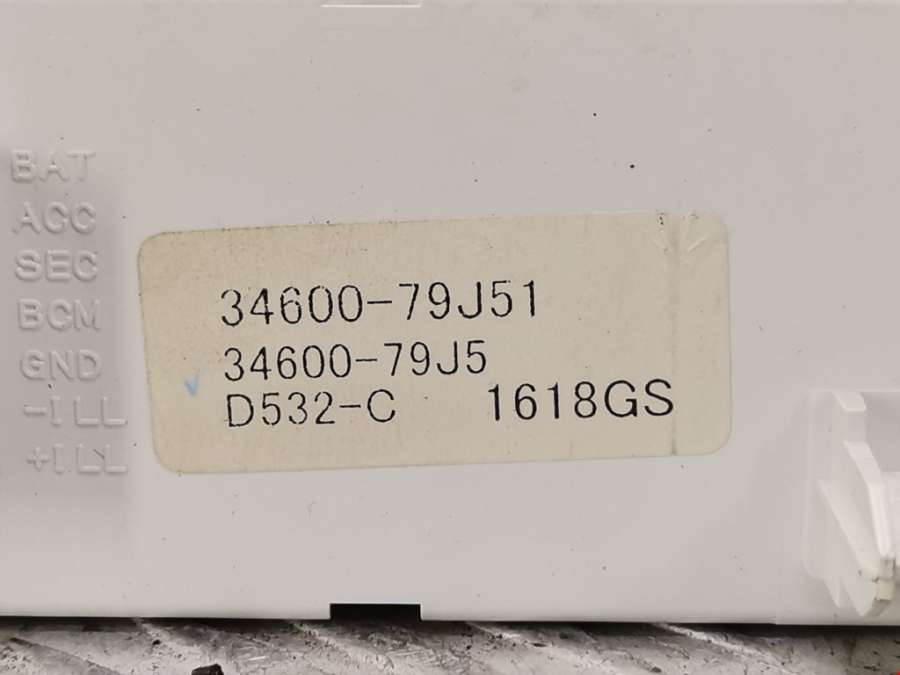 BAT
ACC
SEC
BCM
GND
-ILL
+ILL
34600-79J51
34600-79J5
D532-C 1618GS